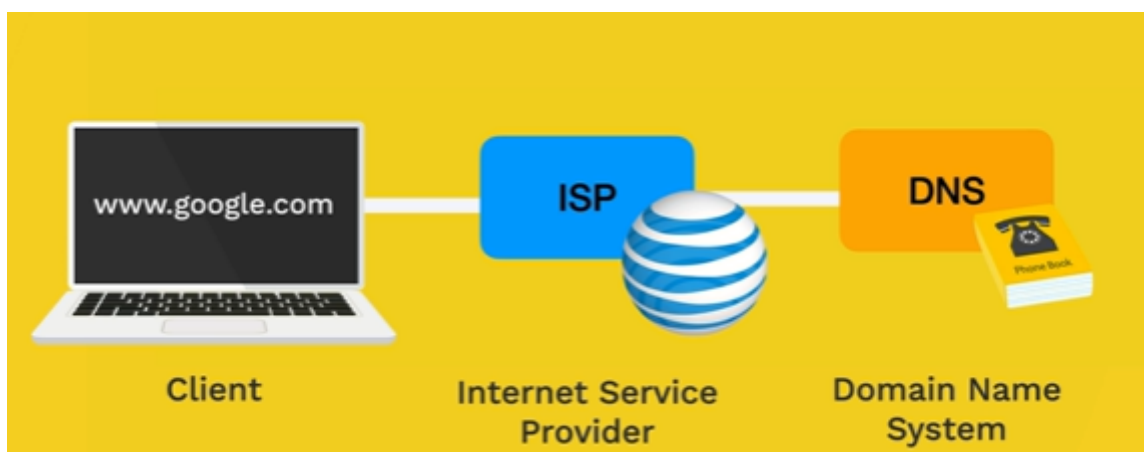 www.google.com
ISP
DNS
Phone Book
Client
Internet Service
Provider
Domain Name
System